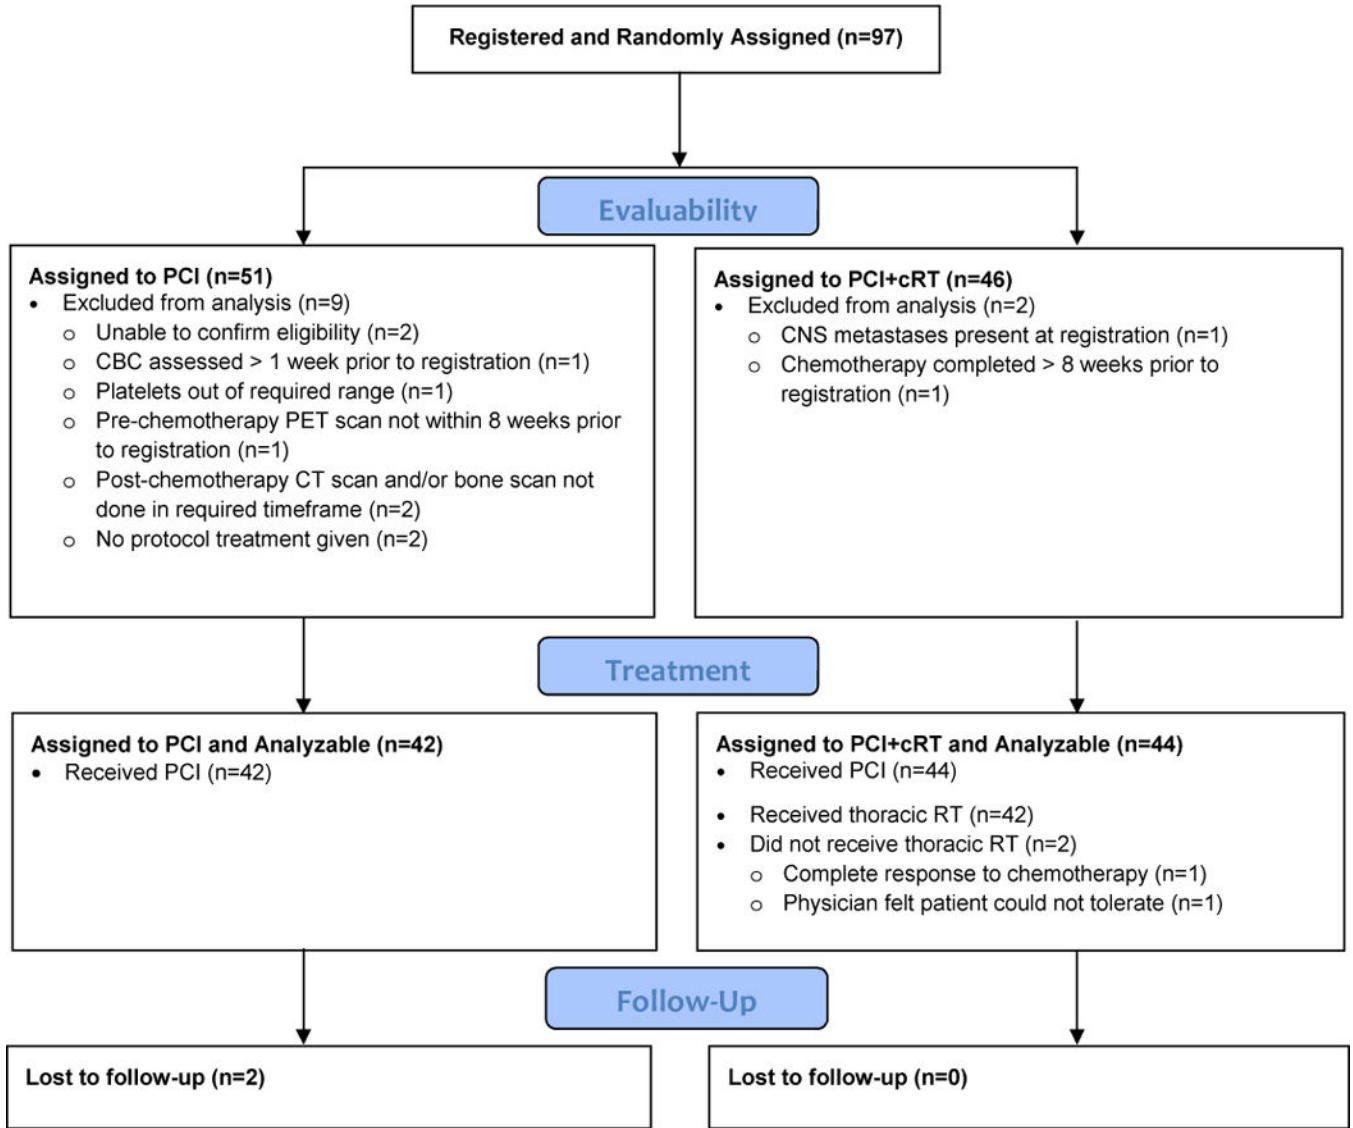 Registered and Randomly Assigned (n=97)
Evaluability
Assigned to PCI (n=51)
• Excluded from analysis (n=9)
o Unable to confirm eligibility (n=2)
o CBC assessed > 1 week prior to registration (n=1)
o Platelets out of required range (n=1)
o Pre-chemotherapy PET scan not within 8 weeks prior
to registration (n=1)
o Post-chemotherapy CT scan and/or bone scan not
done in required timeframe (n=2)
o No protocol treatment given (n=2)
Assigned to PCI+cRT (n=46)
• Excluded from analysis (n=2)
o CNS metastases present at registration (n=1)
o Chemotherapy completed > 8 weeks prior to
registration (n=1)
Treatment
Assigned to PCI and Analyzable (n=42)
• Received PCI (n=42)
Assigned to PCI+cRT and Analyzable (n=44)
• Received PCI (n=44)
• Received thoracic RT (n=42)
• Did not receive thoracic RT (n=2)
o Complete response to chemotherapy (n=1)
o Physician felt patient could not tolerate (n=1)
Follow-Up
Lost to follow-up (n=2)
Lost to follow-up (n=0)